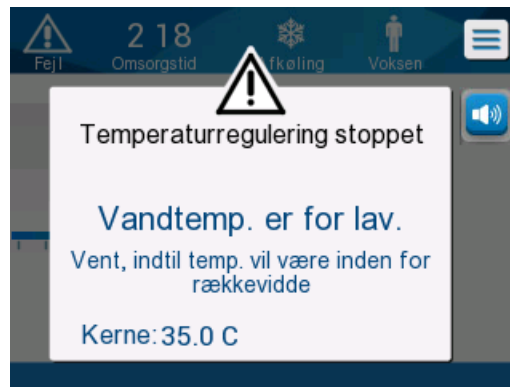 2 18
Fejl Omsorgstid fkøling Voksen
Temperaturregulering stoppet
Vandtemp. er for lav.
Vent, indtil temp. vil være inden for
rækkevidde
Kerne: 35.0 C